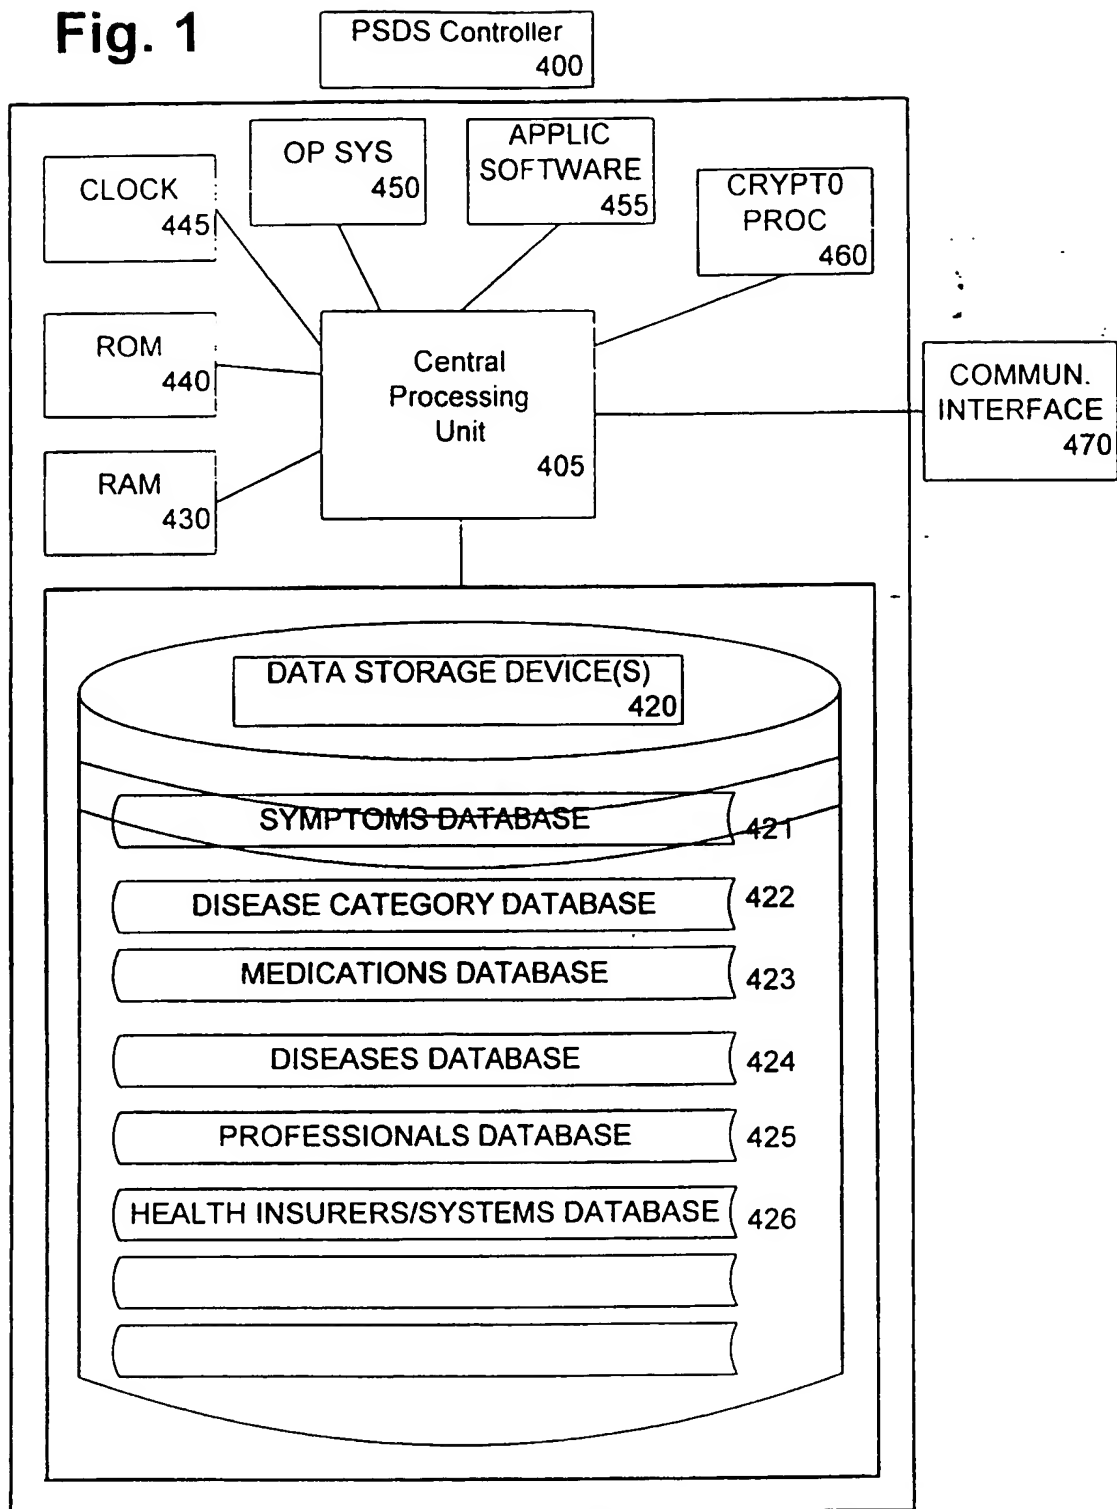 Fig. 1
PSDS Controller
400
CLOCK
445
OP SYS
450
APPLIC
SOFTWARE
455
CRYPT0
PROC
460
ROM
440
RAM
430
Central
Processing
Unit
405
COMMUN.
INTERFACE
470
DATA STORAGE DEVICE(S)
420
SYMPTOMS DATABASE
421
DISEASE CATEGORY DATABASE
422
MEDICATIONS DATABASE
423
DISEASES DATABASE
424
PROFESSIONALS DATABASE
425
HEALTH INSURERS/SYSTEMS DATABASE
426